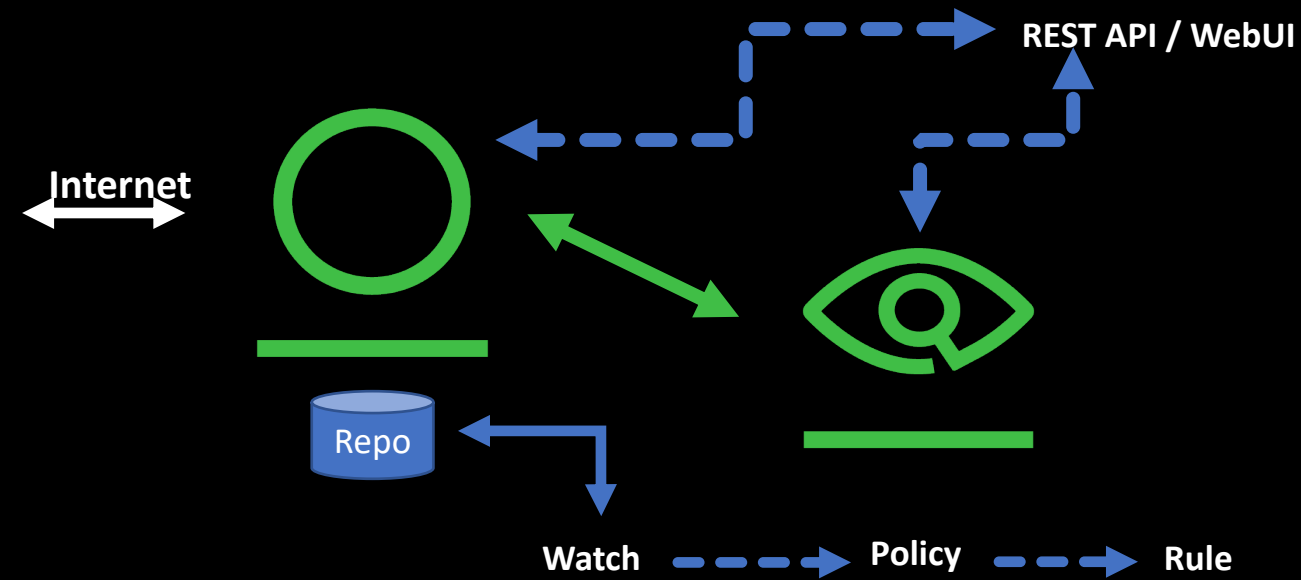 REST API / WebUI
Internet
Repo
Watch
Policy
Rule